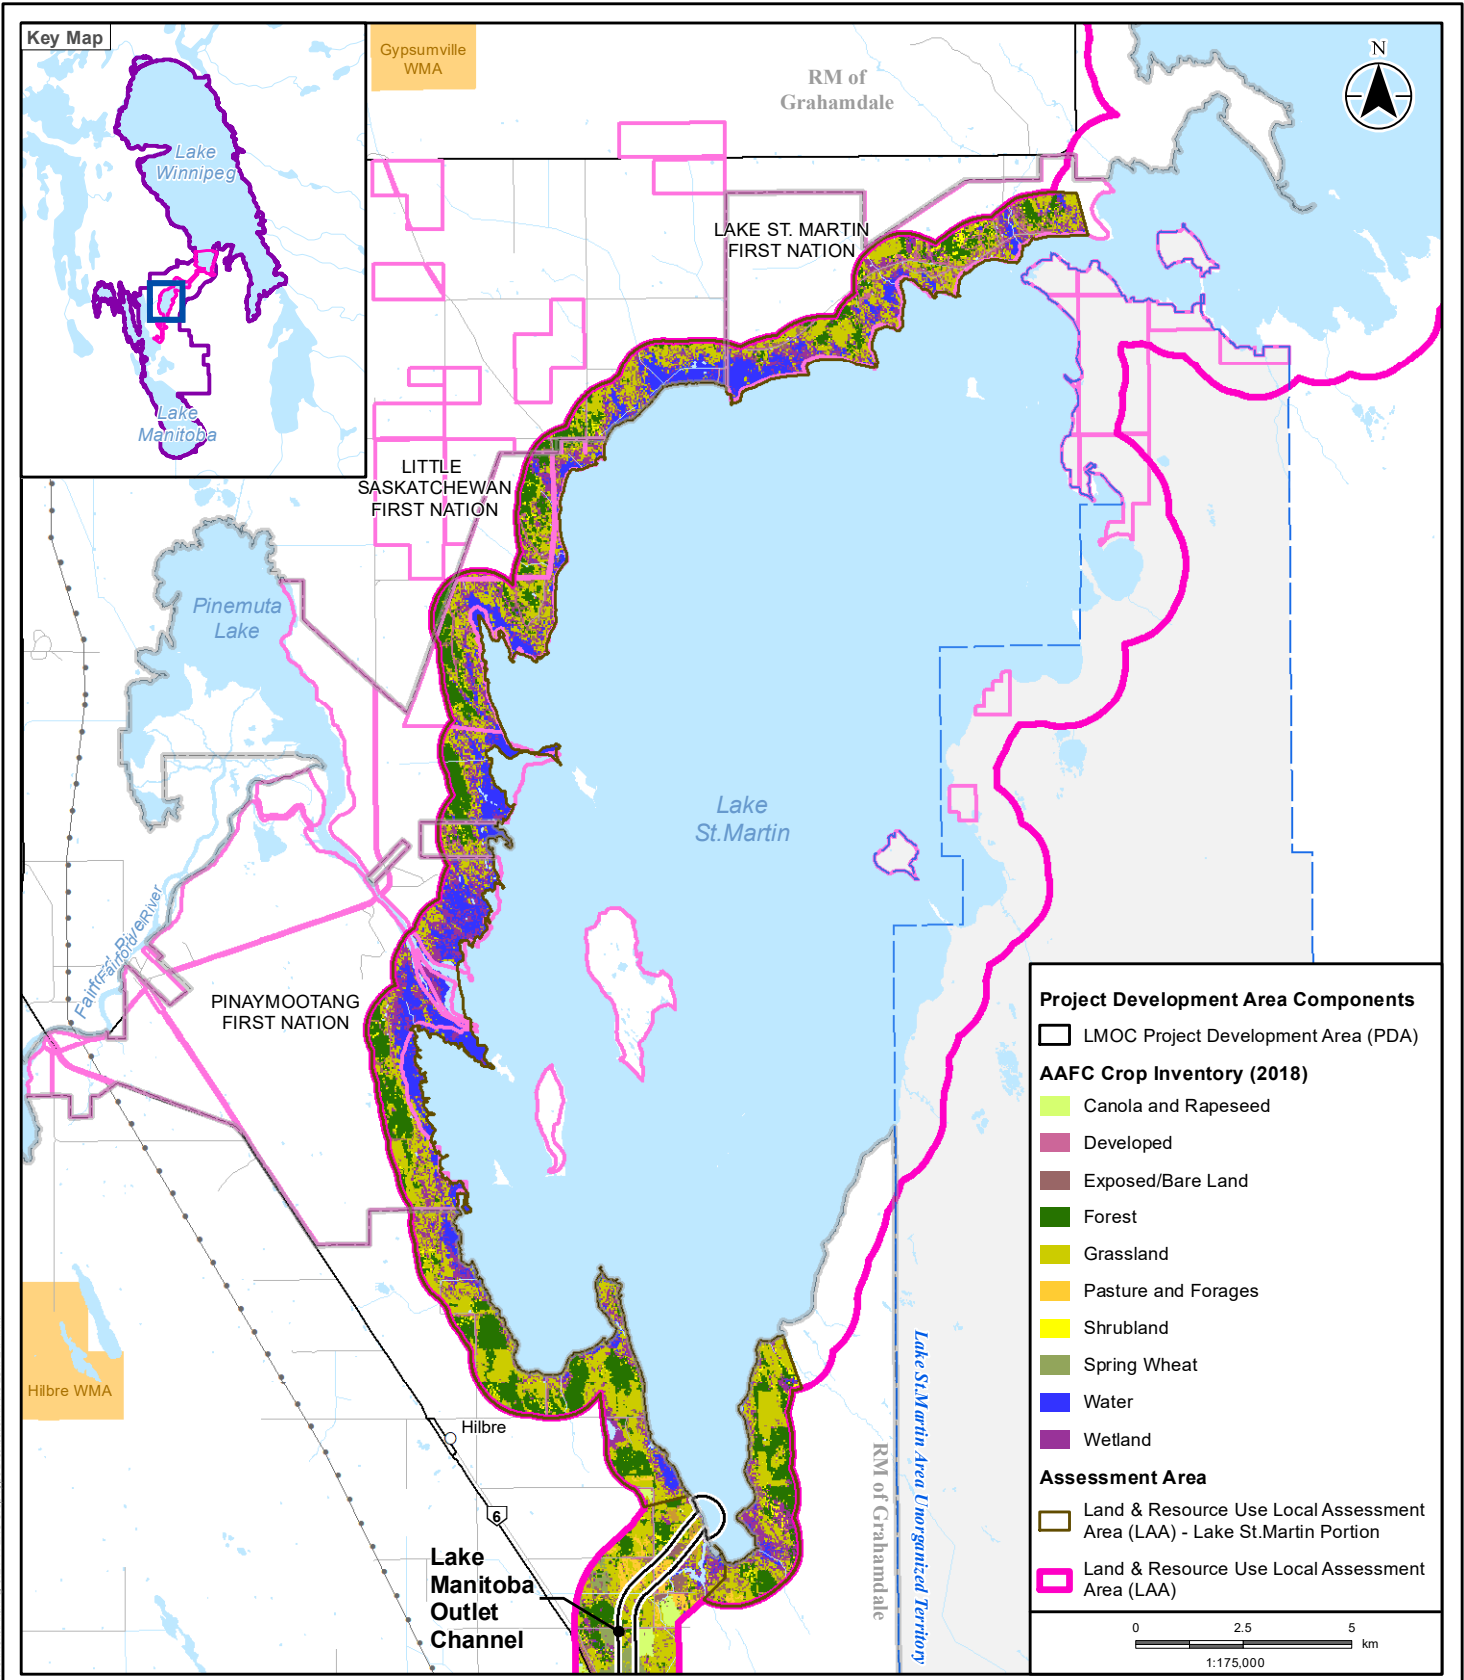 Key Map
Lake
Winnipeg
Lake
Manitoba
Gypsumville
WMA
RM of
Grahamdale
N
LAKE ST. MARTIN
FIRST NATION
LITTLE
SASKATCHEWAN
FIRST NATION
Pinemuta
Lake
Lake
St.Martin
Fairford River
PINAYMOOTANG
FIRST NATION
Hilbre WMA
Hilbre
6
Lake
Manitoba
Outlet
Channel
RM of Grahamdale
Lake St.Martin Area Unorganized Territory
Project Development Area Components
LMOC Project Development Area (PDA)
AAFC Crop Inventory (2018)
Canola and Rapeseed
Developed
Exposed/Bare Land
Forest
Grassland
Pasture and Forages
Shrubland
Spring Wheat
Water
Wetland
Assessment Area
Land & Resource Use Local Assessment
Area (LAA) - Lake St.Martin Portion
Land & Resource Use Local Assessment
Area (LAA)
0 2.5 5
km
1:175,000